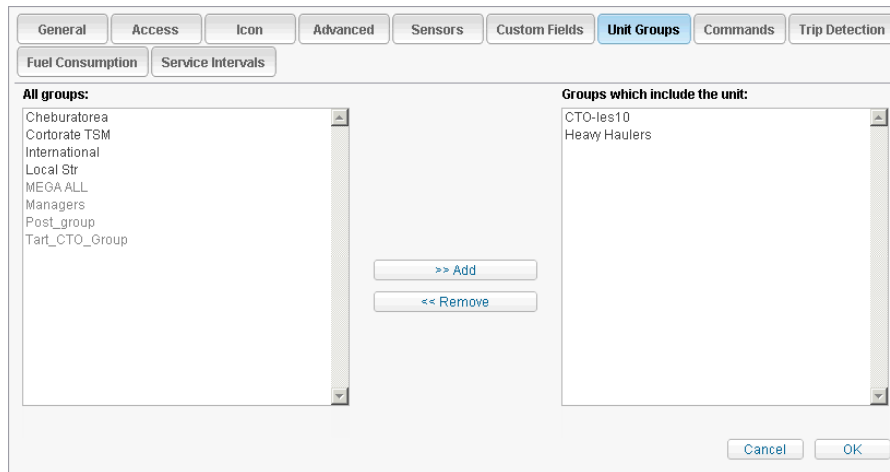 General Access Icon Advanced Sensors Custom Fields Unit Groups Commands Trip Detection
Fuel Consumption Service Intervals
All groups:
Cheburatorea
Cortorate TSM
International
Local Str
MEGA ALL
Managers
Post_group
Tart_CTO_Group
>> Add
<< Remove
Groups which include the unit:
CTO-les10
Heavy Haulers
Cancel OK